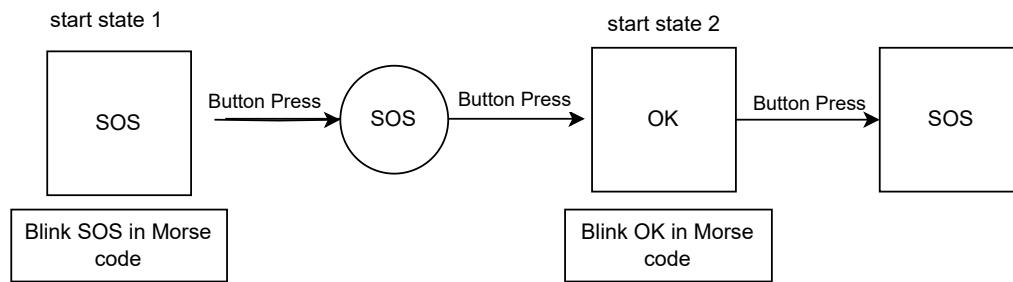 start state 1
start state 2
SOS
Button Press
SOS
Button Press
OK
Button Press
SOS
Blink SOS in Morse
code
Blink OK in Morse
code